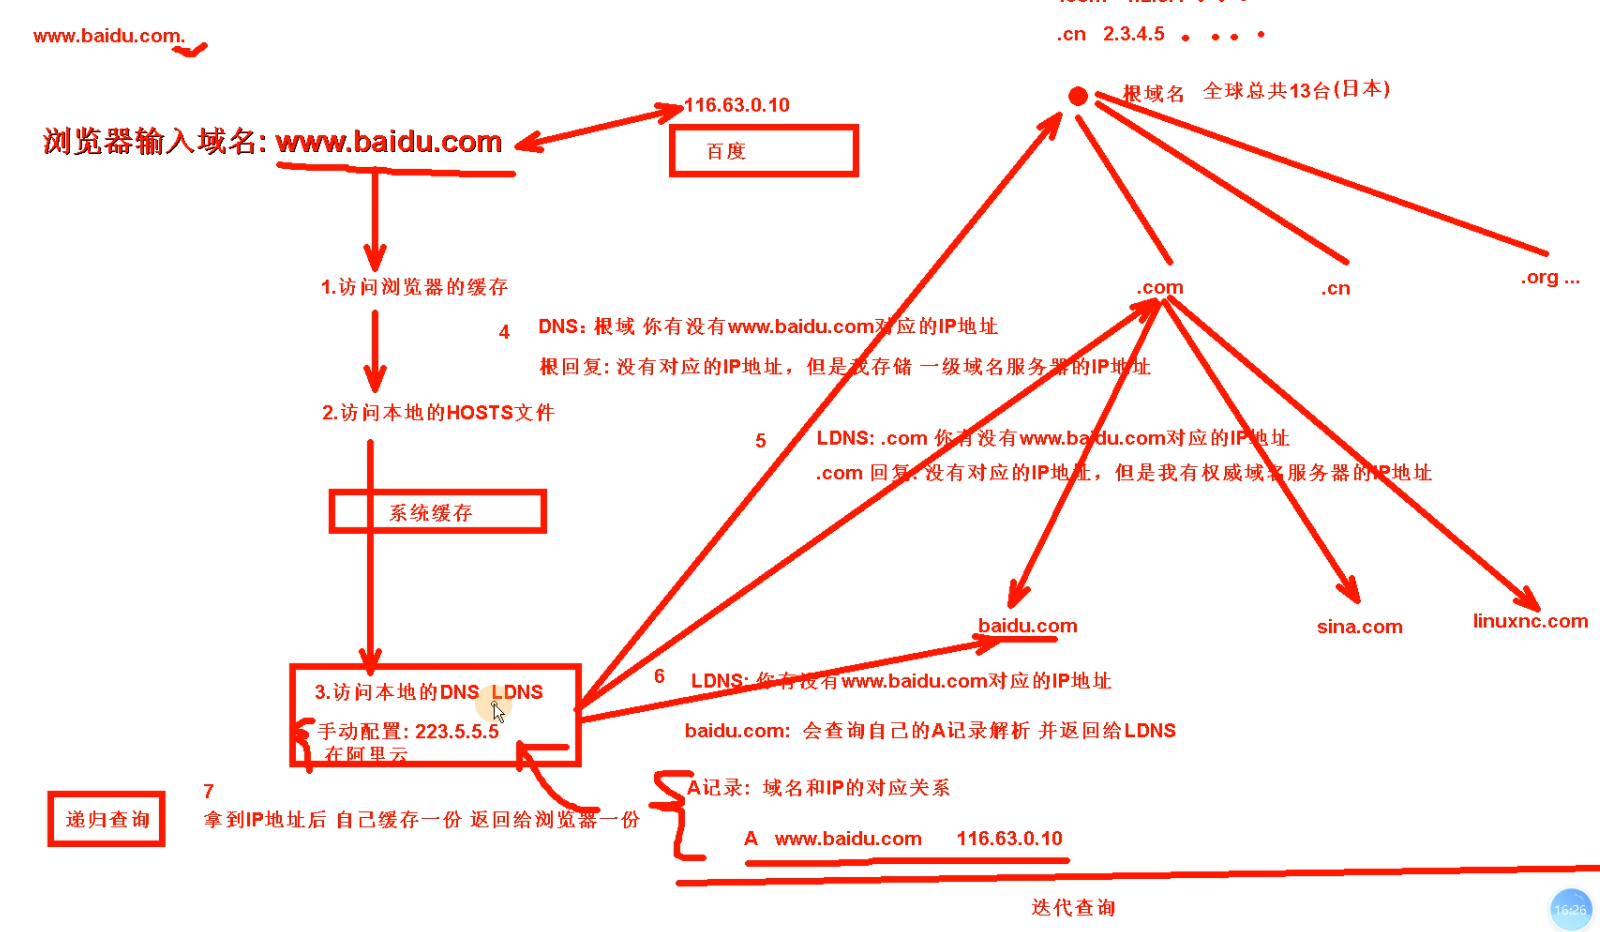 .cn 2.3.4.5
www.baidu.com.
根域名 全球总共13台(日本)
116.63.0.10
浏览器输入域名: www.baidu.com
百度
.com
.cn
.org ...
1.访问浏览器的缓存
4
DNS: 根域 你有没有www.baidu.com对应的IP地址
根回复: 没有对应的IP地址，但是我存储 一级域名服务器的IP地址
2.访问本地的HOSTS文件
5
LDNS: .com 你有没有www.baidu.com对应的IP地址
.com 回复: 没有对应的IP地址，但是我有权威域名服务器的IP地址
系统缓存
baidu.com
sina.com
linuxnc.com
3.访问本地的DNS LDNS
手动配置: 223.5.5.5
在阿里云
6
LDNS: 你有没有www.baidu.com对应的IP地址
baidu.com: 会查询自己的A记录解析 并返回给LDNS
A记录: 域名和IP的对应关系
A www.baidu.com 116.63.0.10
7
拿到IP地址后 自己缓存一份 返回给浏览器一份
递归查询
迭代查询
16:26